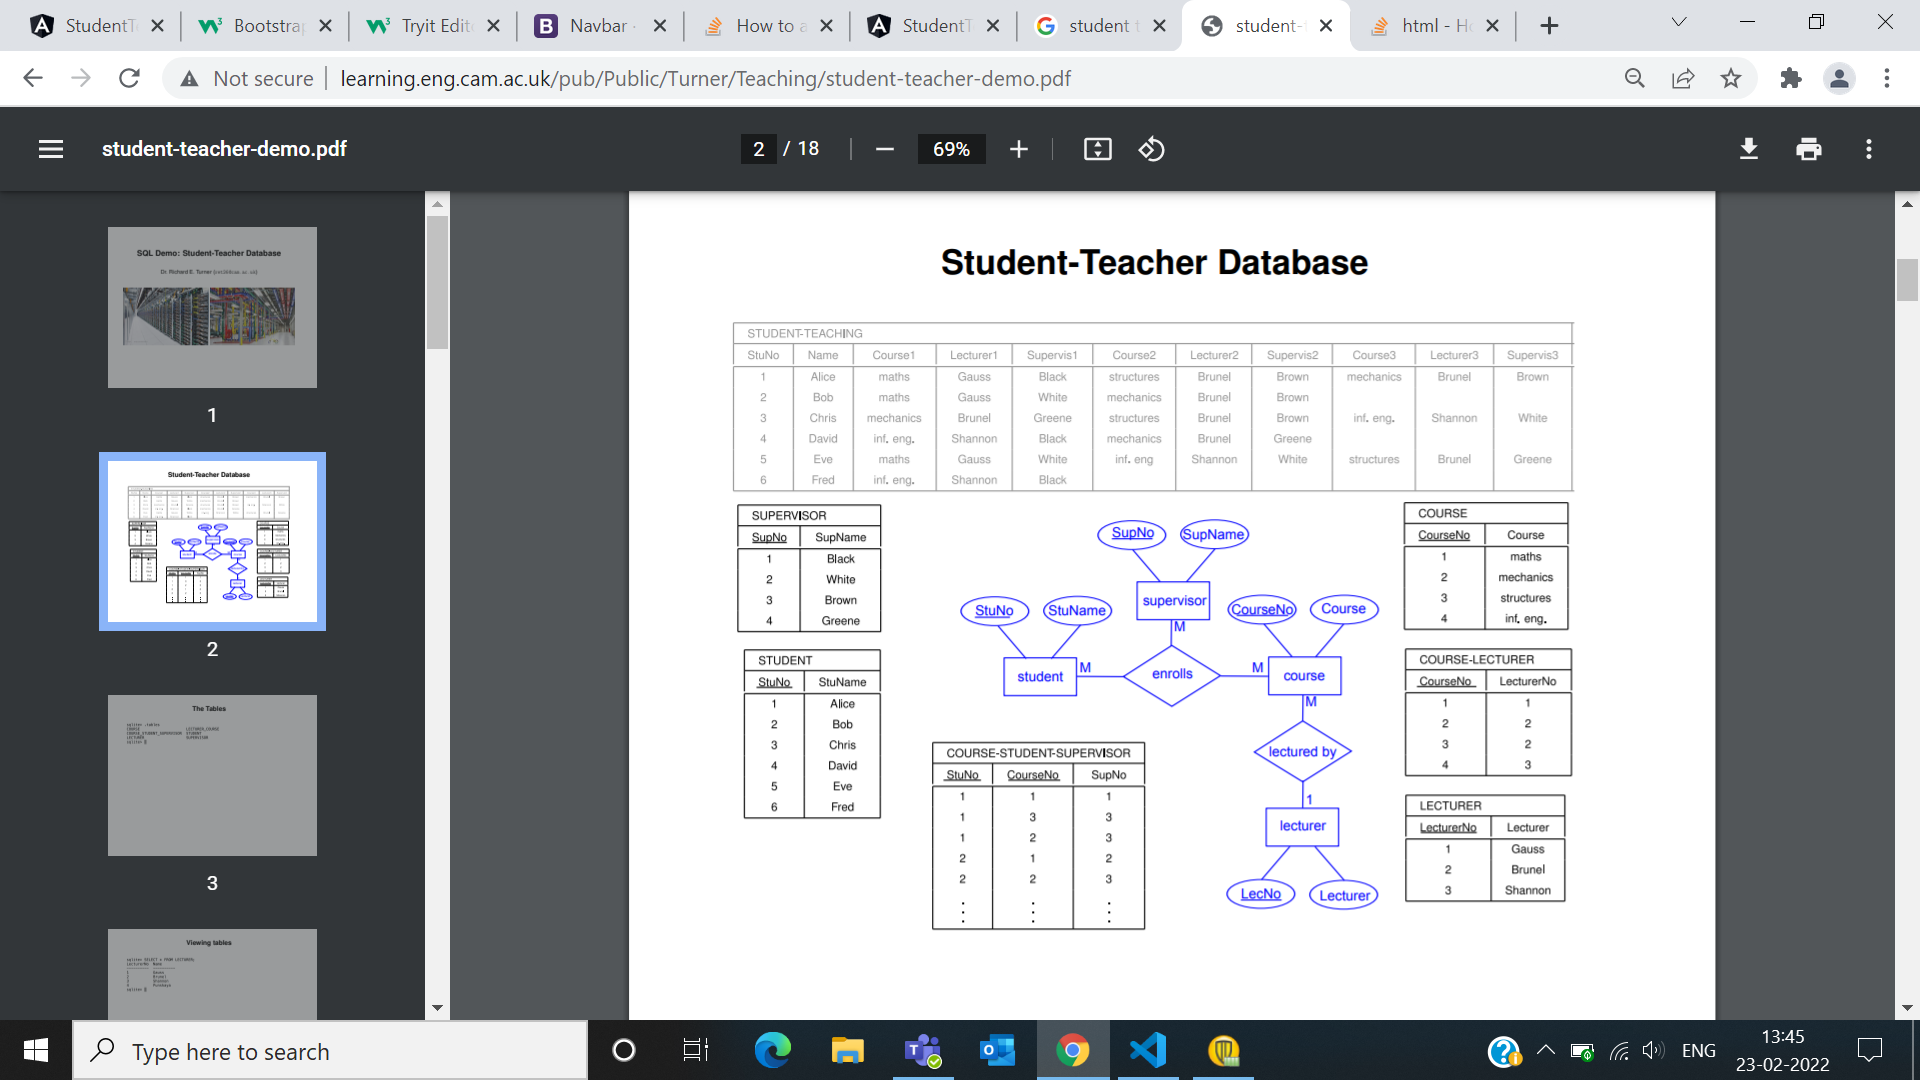 StudentT
Bootstrap
Tryit Edit
Navbar ·
How to a
StudentT
student t
student-
html - Ho
Not secure | learning.eng.cam.ac.uk/pub/Public/Turner/Teaching/student-teacher-demo.pdf
student-teacher-demo.pdf
2 / 18
69%
SQL Demo: Student-Teacher Database
1
Student-Teacher Database
2
The Tables
3
Viewing tables
Student-Teacher Database
STUDENT-TEACHING
StuNo Name Course1 Lecturer1 Supervis1 Course2 Lecturer2 Supervis2 Course3 Lecturer3 Supervis3
1 Alice maths Gauss Black structures Brunel Brown mechanics Brunel Brown
2 Bob maths Gauss White mechanics Brunel Brown
3 Chris mechanics Brunel Greene structures Brunel Brown inf. eng. Shannon White
4 David inf. eng. Shannon Black mechanics Brunel Greene
5 Eve maths Gauss White inf. eng Shannon White structures Brunel Greene
6 Fred inf. eng. Shannon Black
SUPERVISOR
SupNo SupName
1 Black
2 White
3 Brown
4 Greene
STUDENT
StuNo StuName
1 Alice
2 Bob
3 Chris
4 David
5 Eve
6 Fred
SupNo SupName
supervisor
StuNo StuName
CourseNo Course
M
student M enrolls M course
M
lectured by
1
lecturer
LecNo Lecturer
COURSE-STUDENT-SUPERVISOR
StuNo CourseNo SupNo
1 1 1
1 3 3
1 2 3
2 1 2
2 2 3
COURSE
CourseNo Course
1 maths
2 mechanics
3 structures
4 inf. eng.
COURSE-LECTURER
CourseNo LecturerNo
1 1
2 2
3 2
4 3
LECTURER
LecturerNo Lecturer
1 Gauss
2 Brunel
3 Shannon
Type here to search
ENG
13:45
23-02-2022